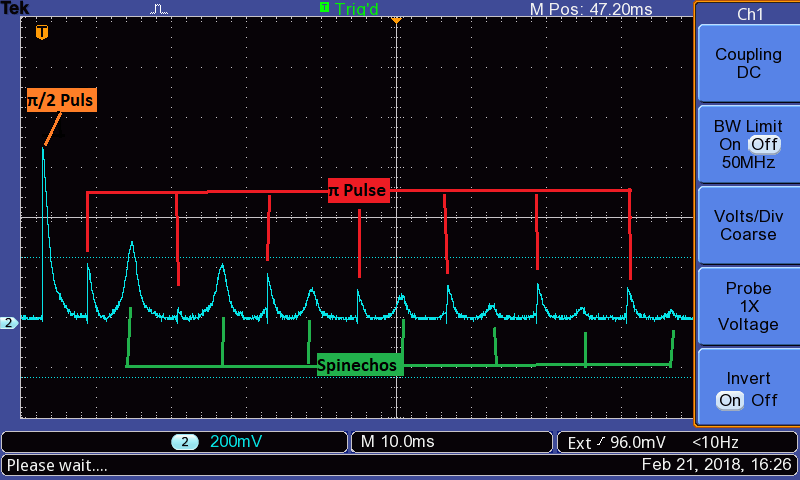 Tek
T Trig'd
M Pos: 47.20ms
Ch1
T
Coupling
DC
π/2 Puls
BW Limit
On Off
50MHz
π Pulse
Volts/Div
Coarse
Probe
1X
Voltage
2
Spinechos
Invert
On Off
2 200mV
M 10.0ms
Ext 96.0mV
<10Hz
Please wait....
Feb 21, 2018, 16:26